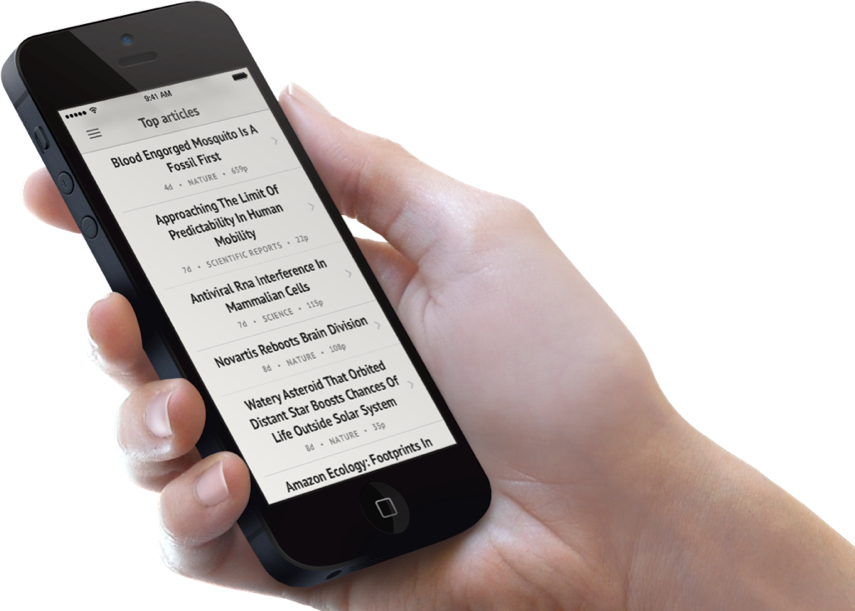 9:41 AM
Top articles
Blood Engorged Mosquito Is A
Fossil First
4d • NATURE • 659p
Approaching The Limit Of
Predictability In Human
Mobility
7d • SCIENTIFIC REPORTS • 22p
Antiviral Rna Interference In
Mammalian Cells
7d • SCIENCE • 115p
Novartis Reboots Brain Division
8d • NATURE • 108p
Watery Asteroid That Orbited
Distant Star Boosts Chances Of
Life Outside Solar System
8d • NATURE • 35p
Amazon Ecology: Footprints In